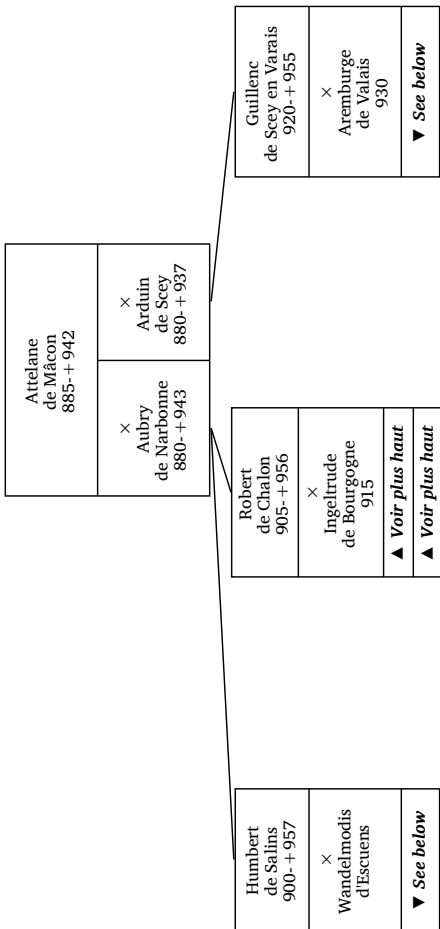 Attelane
de Mâcon
885-+942
×
Aubry
de Narbonne
880-+943
×
Arduin
de Scey
880-+937
Humbert
de Salins
900-+957
×
Wandelmodis
d'Escuens
▼ See below
Robert
de Chalon
905-+956
×
Ingeltrude
de Bourgogne
915
▲ Voir plus haut
▲ Voir plus haut
Guillenc
de Scey en Varais
920-+955
×
Aremburge
de Valais
930
▼ See below